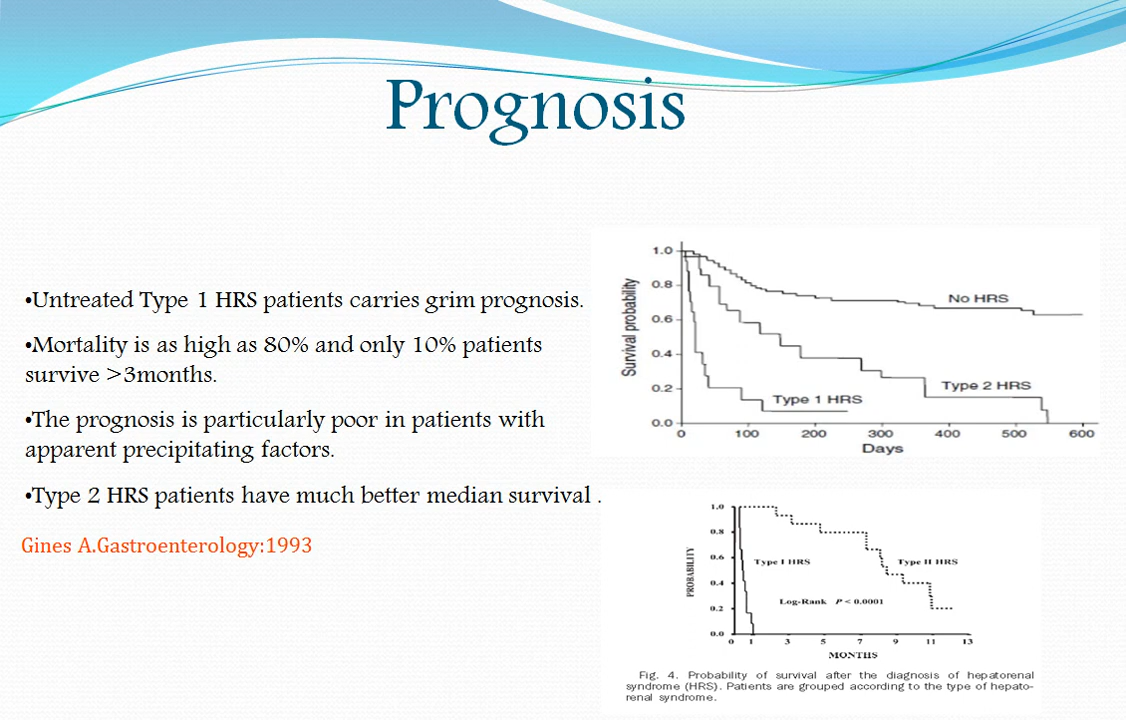 Prognosis
•Untreated Type 1 HRS patients carries grim prognosis.
•Mortality is as high as 80% and only 10% patients
survive >3months.
•The prognosis is particularly poor in patients with
apparent precipitating factors.
•Type 2 HRS patients have much better median survival .
Gines A.Gastroenterology:1993
1.0
0.8
0.6
0.4
0.2
0.0
Survival probability
No HRS
Type 2 HRS
Type 1 HRS
0 100 200 300 400 500 600
Days
1.0
0.8
0.6
0.4
0.2
0.0
PROBABILITY
Type I HRS
Type II HRS
Log-Rank P < 0.0001
0 1 3 5 7 9 11 13
MONTHS
Fig. 4. Probability of survival after the diagnosis of hepatorenal
syndrome (HRS). Patients are grouped according to the type of hepato-
renal syndrome.